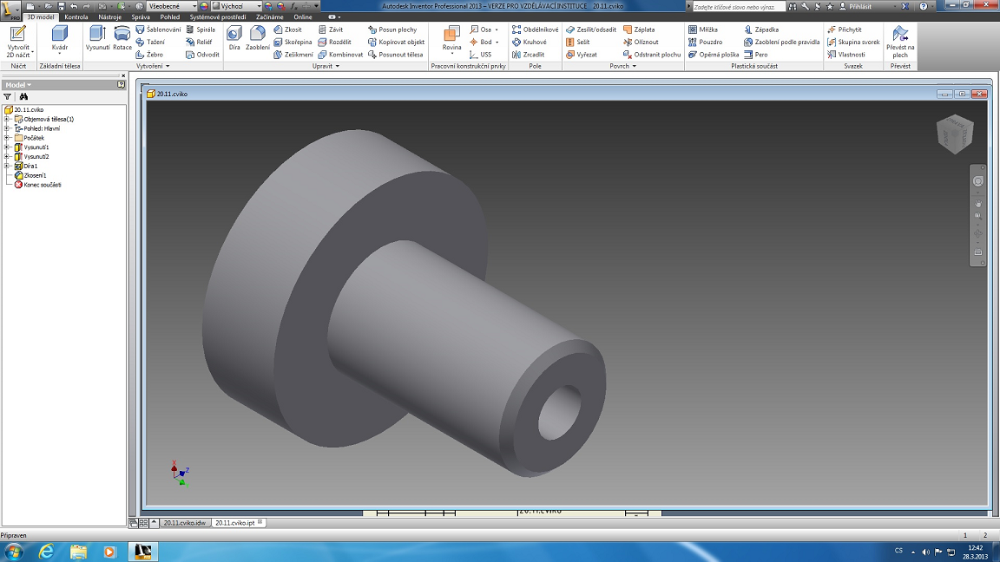 Všeobecné Výchozí Autodesk Inventor Professional 2013 – VERZE PRO VZDĚLÁVACÍ INSTITUCE 20.11.cviko Zadejte klíčové slovo nebo výraz. Přihlásit
PRO 3D model Kontrola Nástroje Správa Pohled Systémové prostředí Začínáme Online
Vytvořit 2D náčrt
Kvádr
Vysunutí Rotace
Šablonování Spirála
Tažení Reliéf
Žebro Odvodit
Díra Zaoblení
Zkosit Závit Posun plochy
Skořepina Rozdělit Kopírovat objekt
Zešikmení Kombinovat Posunout tělesa
Rovina
Osa
Bod
USS
Obdélníkové
Kruhové
Zrcadlit
Zesílit/odsadit Záplata
Sešít Oříznout
Vyřezat Odstranit plochu
Mřížka Západka
Pouzdro Zaoblení podle pravidla
Opěrná ploška Pero
Přichytit
Skupina svorek
Vlastnosti
Převést na plech
Náčrt Základní tělesa Vytvoření Upravit Pracovní konstrukční prvky Pole Povrch Plastická součást Svazek Převést
Model
20.11.cviko
Objemová tělesa(1)
Pohled: Hlavní
Počátek
Vysunutí1
Vysunutí2
Díra1
Zkosení1
Konec součásti
20.11.cviko
X
Z
20.11.cviko.idw 20.11.cviko.ipt
Připraven 1 2
CS 12:42
28.3.2013